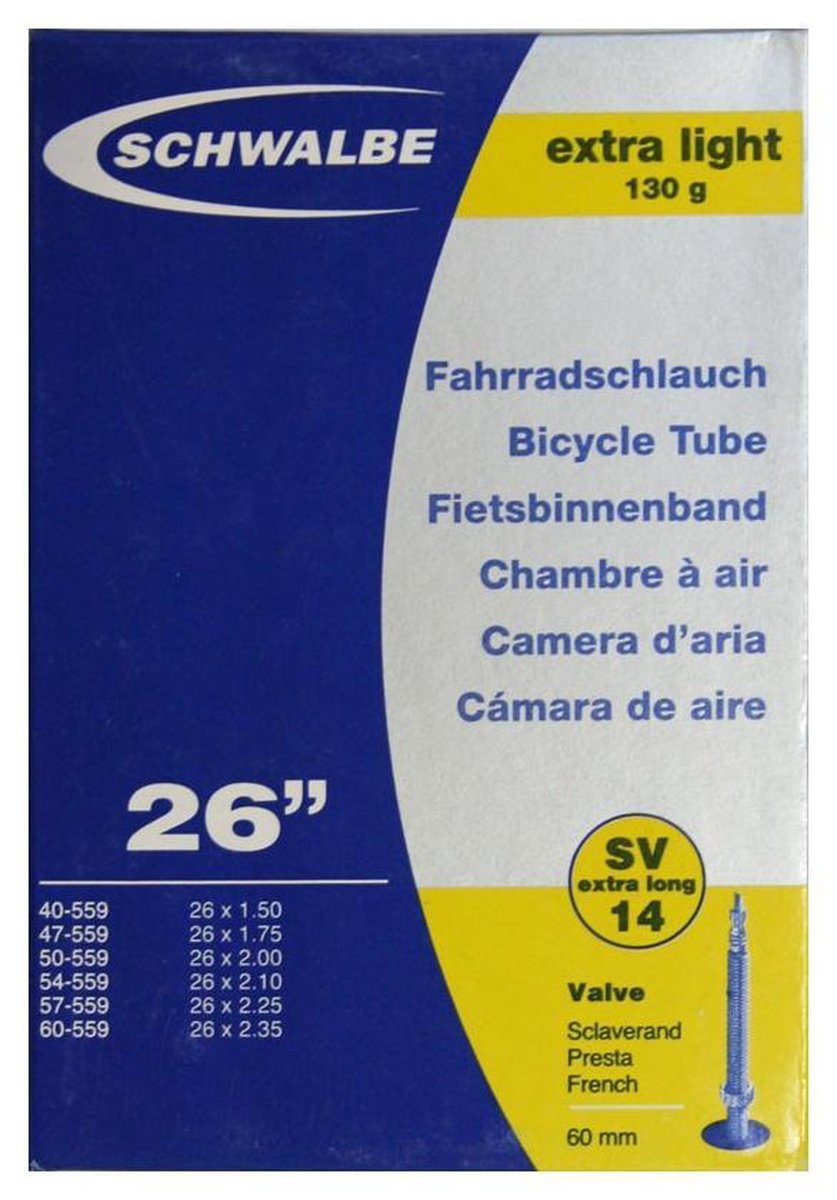 SCHWALBE
extra light
130 g
Fahrradschlauch
Bicycle Tube
Fietsbinnenband
Chambre à air
Camera d'aria
Cámara de aire
26”
40-559 26 x 1.50
47-559 26 x 1.75
50-559 26 x 2.00
54-559 26 x 2.10
57-559 26 x 2.25
60-559 26 x 2.35
SV
extra long
14
Valve
Sclaverand
Presta
French
60 mm